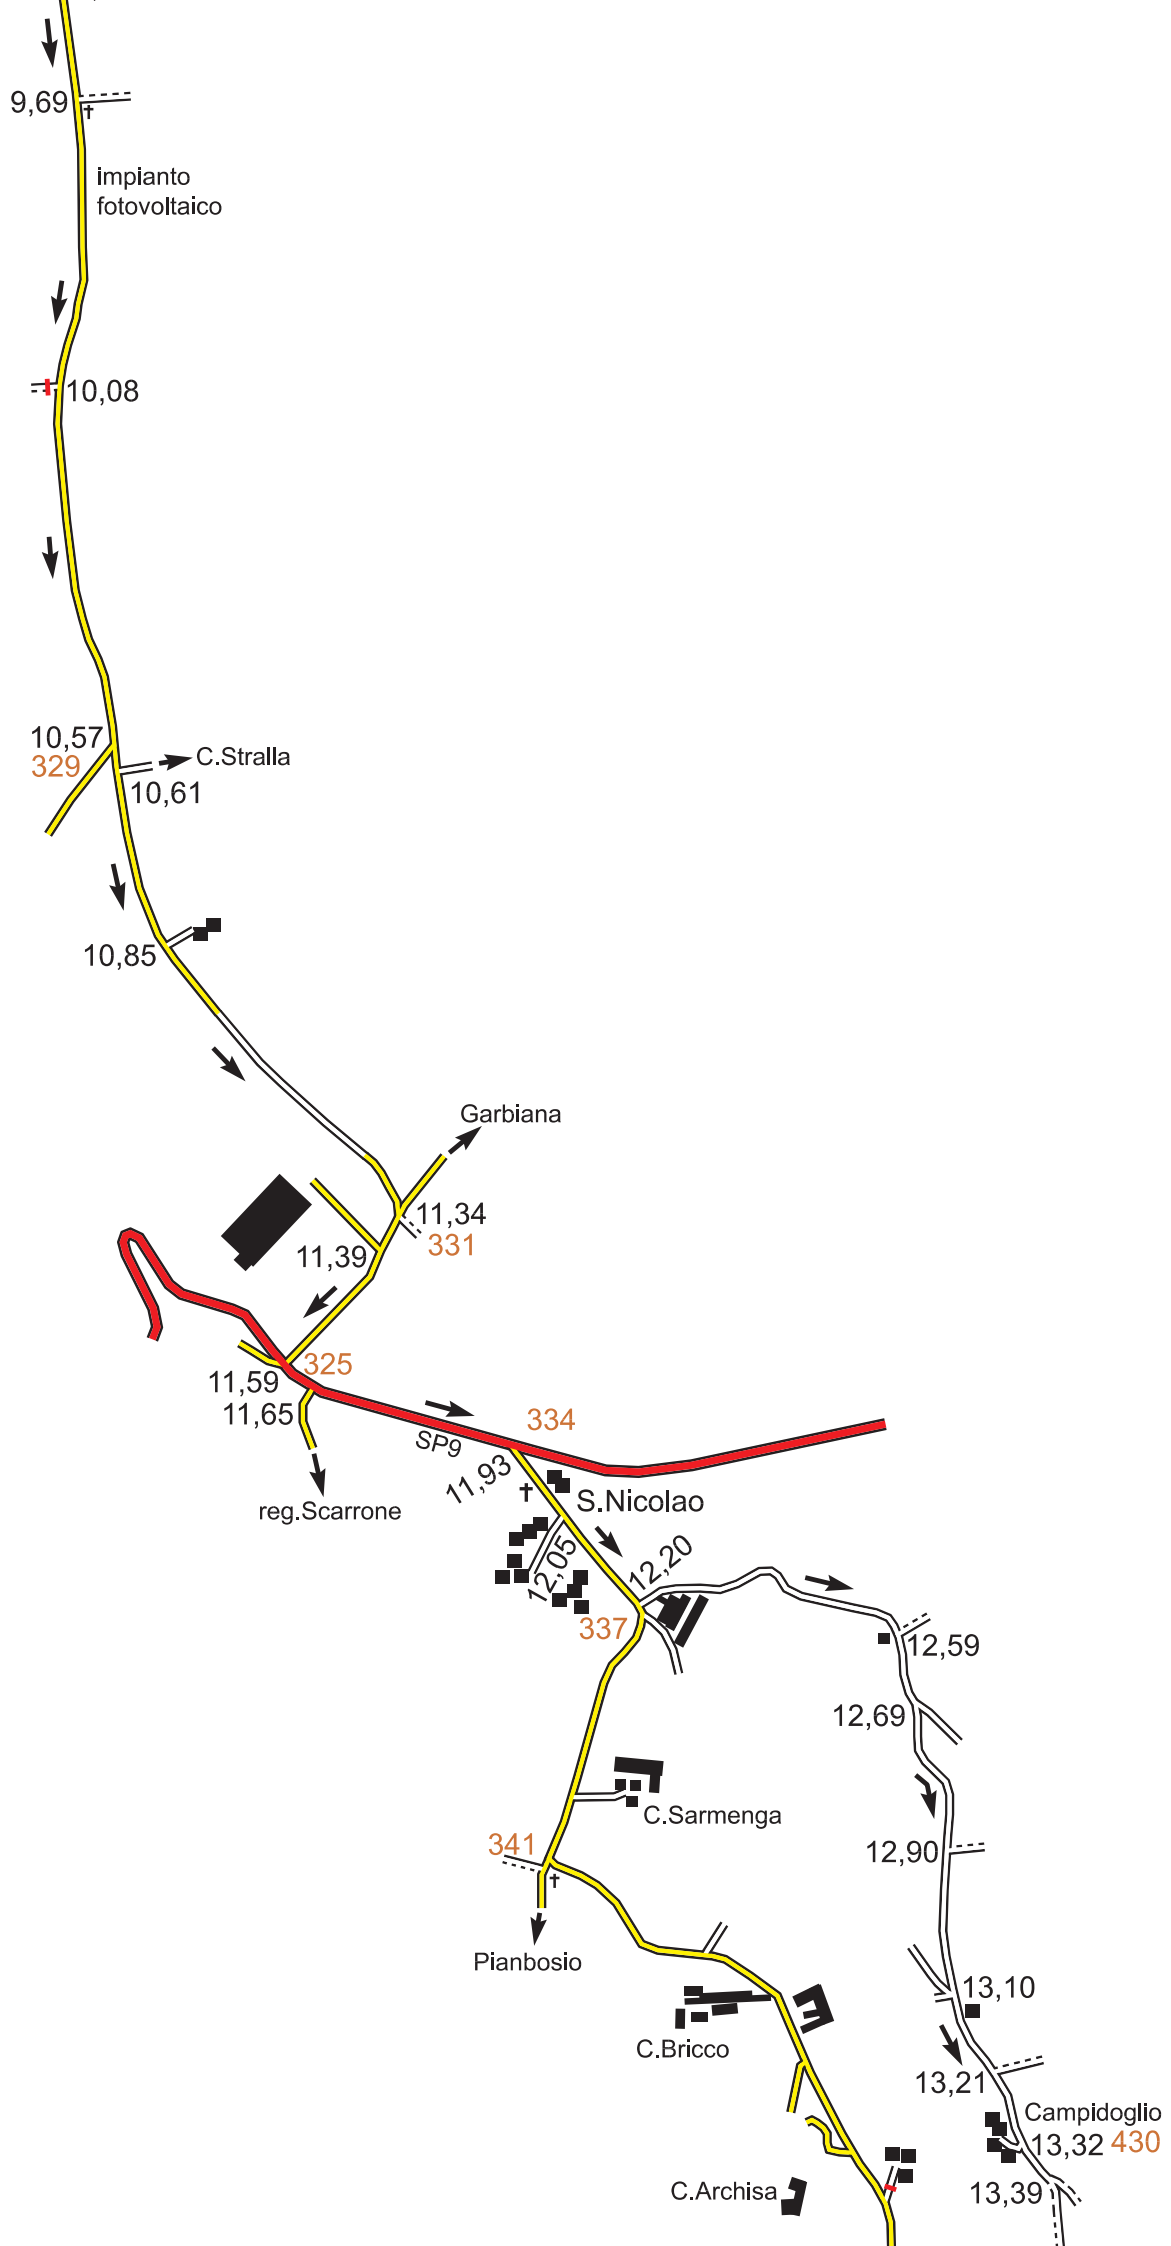 9,69
impianto
fotovoltaico
10,08
10,57
329
C.Stralla
10,61
10,85
Garbiana
11,34
331
11,39
325
11,59
11,65
334
SP9
11,93
reg.Scarrone
S.Nicolao
12,05
12,20
337
12,59
12,69
C.Sarmenga
341
12,90
Pianbosio
13,10
C.Bricco
13,21
Campidoglio
13,32 430
C.Archisa
13,39